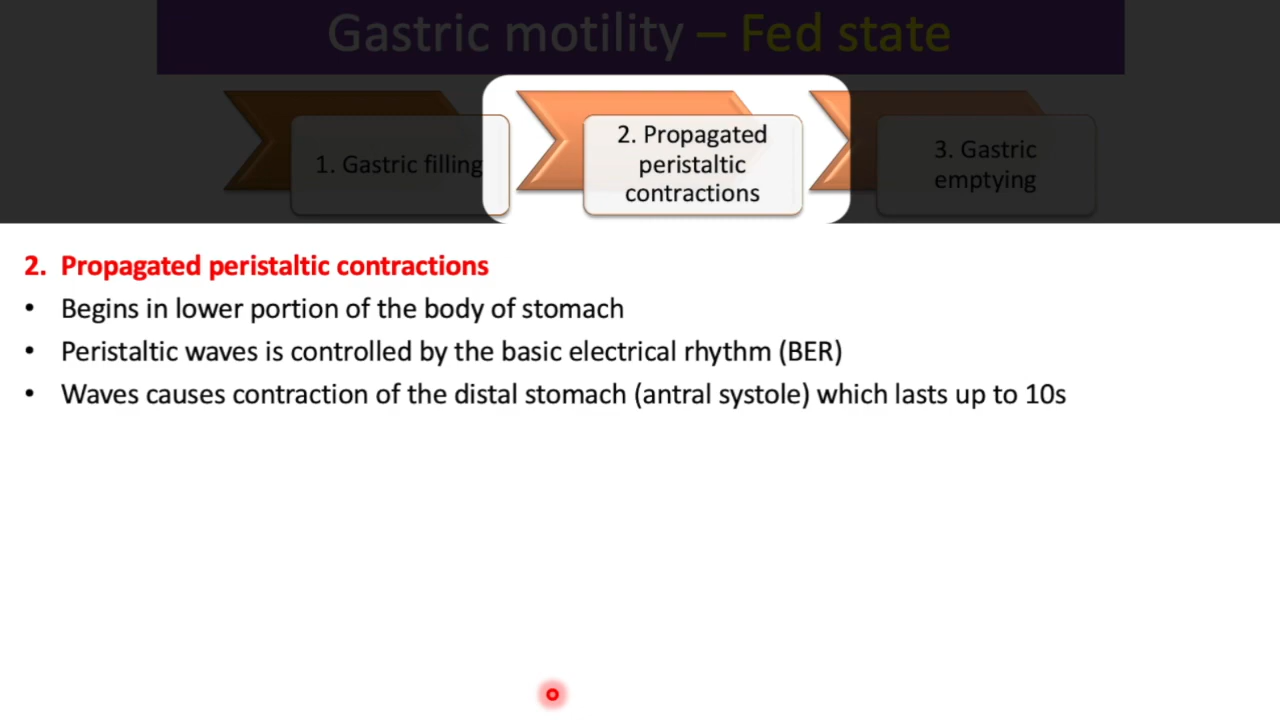 Gastric motility – Fed state
1. Gastric filling
2. Propagated
peristaltic
contractions
3. Gastric
emptying
2. Propagated peristaltic contractions
• Begins in lower portion of the body of stomach
• Peristaltic waves is controlled by the basic electrical rhythm (BER)
• Waves causes contraction of the distal stomach (antral systole) which lasts up to 10s